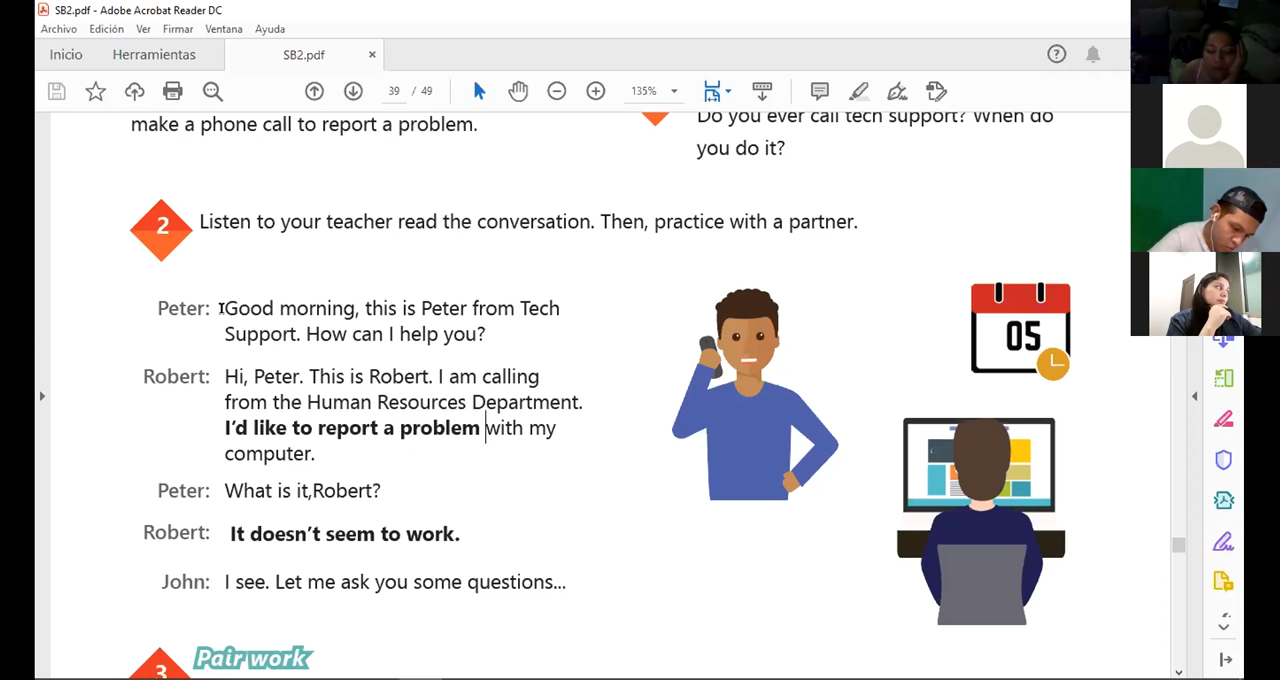 SB2.pdf - Adobe Acrobat Reader DC
Archivo Edición Ver Firmar Ventana Ayuda
Inicio Herramientas SB2.pdf ×
39 / 49 135%
make a phone call to report a problem.
Do you ever call tech support? When do
you do it?
2 Listen to your teacher read the conversation. Then, practice with a partner.
Peter: Good morning, this is Peter from Tech
Support. How can I help you?
Robert: Hi, Peter. This is Robert. I am calling
from the Human Resources Department.
I'd like to report a problem with my
computer.
Peter: What is it,Robert?
Robert: It doesn't seem to work.
John: I see. Let me ask you some questions...
05
3 Pair work